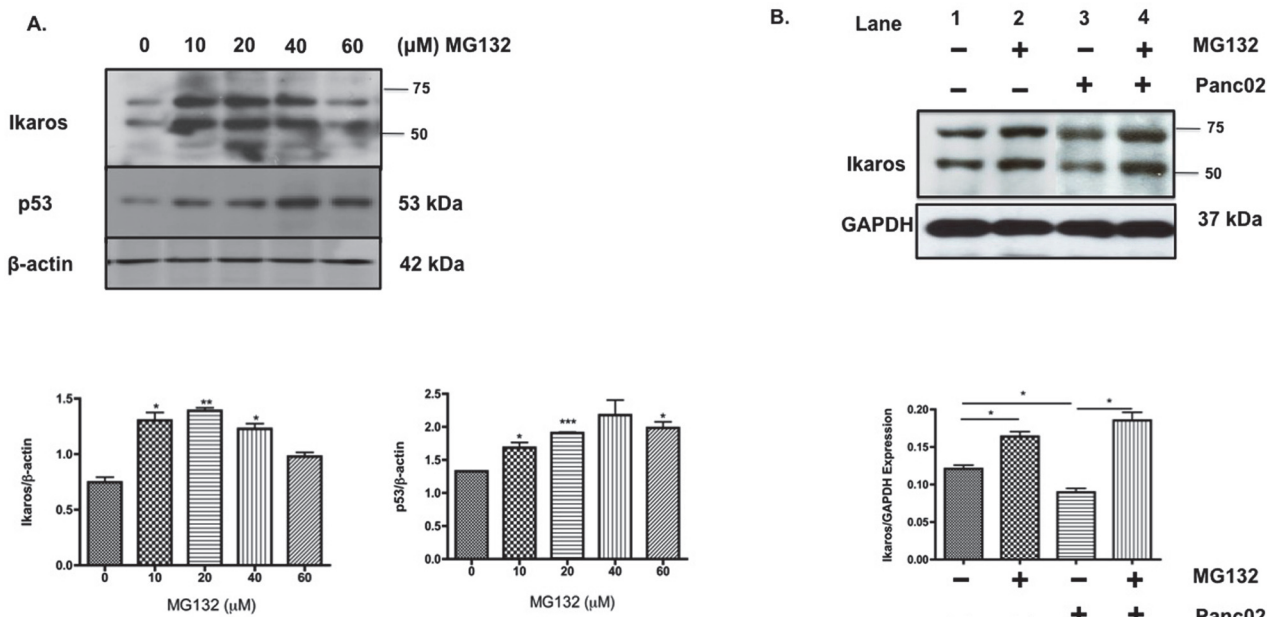 A.
0 10 20 40 60 (µM) MG132
Ikaros
75
50
p53
53 kDa
β-actin
42 kDa
B.
Lane 1 2 3 4
− + − + MG132
− − + + Panc02
Ikaros
75
50
GAPDH
37 kDa
Ikaros/β-actin
1.5
1.0
0.5
0.0
* ** *
0 10 20 40 60
MG132 (µM)
p53/β-actin
2.5
2.0
1.5
1.0
0.5
0.0
* *** *
0 10 20 40 60
MG132 (µM)
Ikaros/GAPDH Expression
0.20
0.15
0.10
0.05
0.00
* * *
− + − + MG132
+ + Panc02